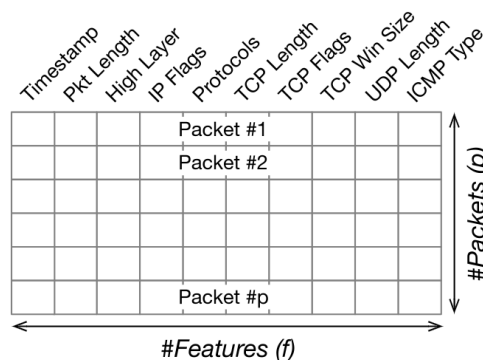 Timestamp
Pkt Length
High Layer
IP Flags
Protocols
TCP Length
TCP Flags
TCP Win Size
UDP Length
ICMP Type
Packet #1
Packet #2
Packet #p
#Packets (p)
#Features (f)